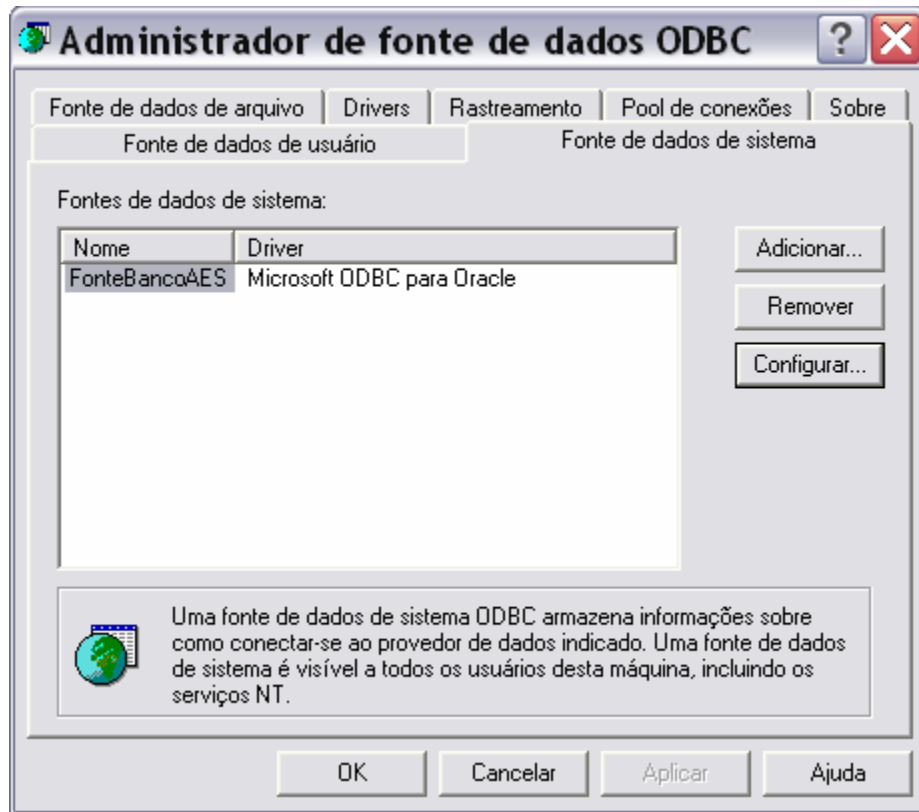 Administrador de fonte de dados ODBC
Fonte de dados de arquivo Drivers Rastreamento Pool de conexões Sobre
Fonte de dados de usuário Fonte de dados de sistema
Fontes de dados de sistema:
Nome Driver
FonteBancoAES Microsoft ODBC para Oracle
Adicionar...
Remover
Configurar...
Uma fonte de dados de sistema ODBC armazena informações sobre
como conectar-se ao provedor de dados indicado. Uma fonte de dados
de sistema é visível a todos os usuários desta máquina, incluindo os
serviços NT.
OK Cancelar Aplicar Ajuda